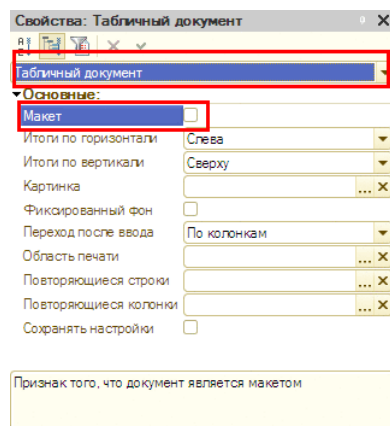 Свойства: Табличный документ
Табличный документ
Основные:
Макет
Итоги по горизонтали Слева
Итоги по вертикали Сверху
Картинка ...
Фиксированный фон
Переход после ввода По колонкам
Область печати ...
Повторяющиеся строки ...
Повторяющиеся колонки ...
Сохранять настройки
Признак того, что документ является макетом